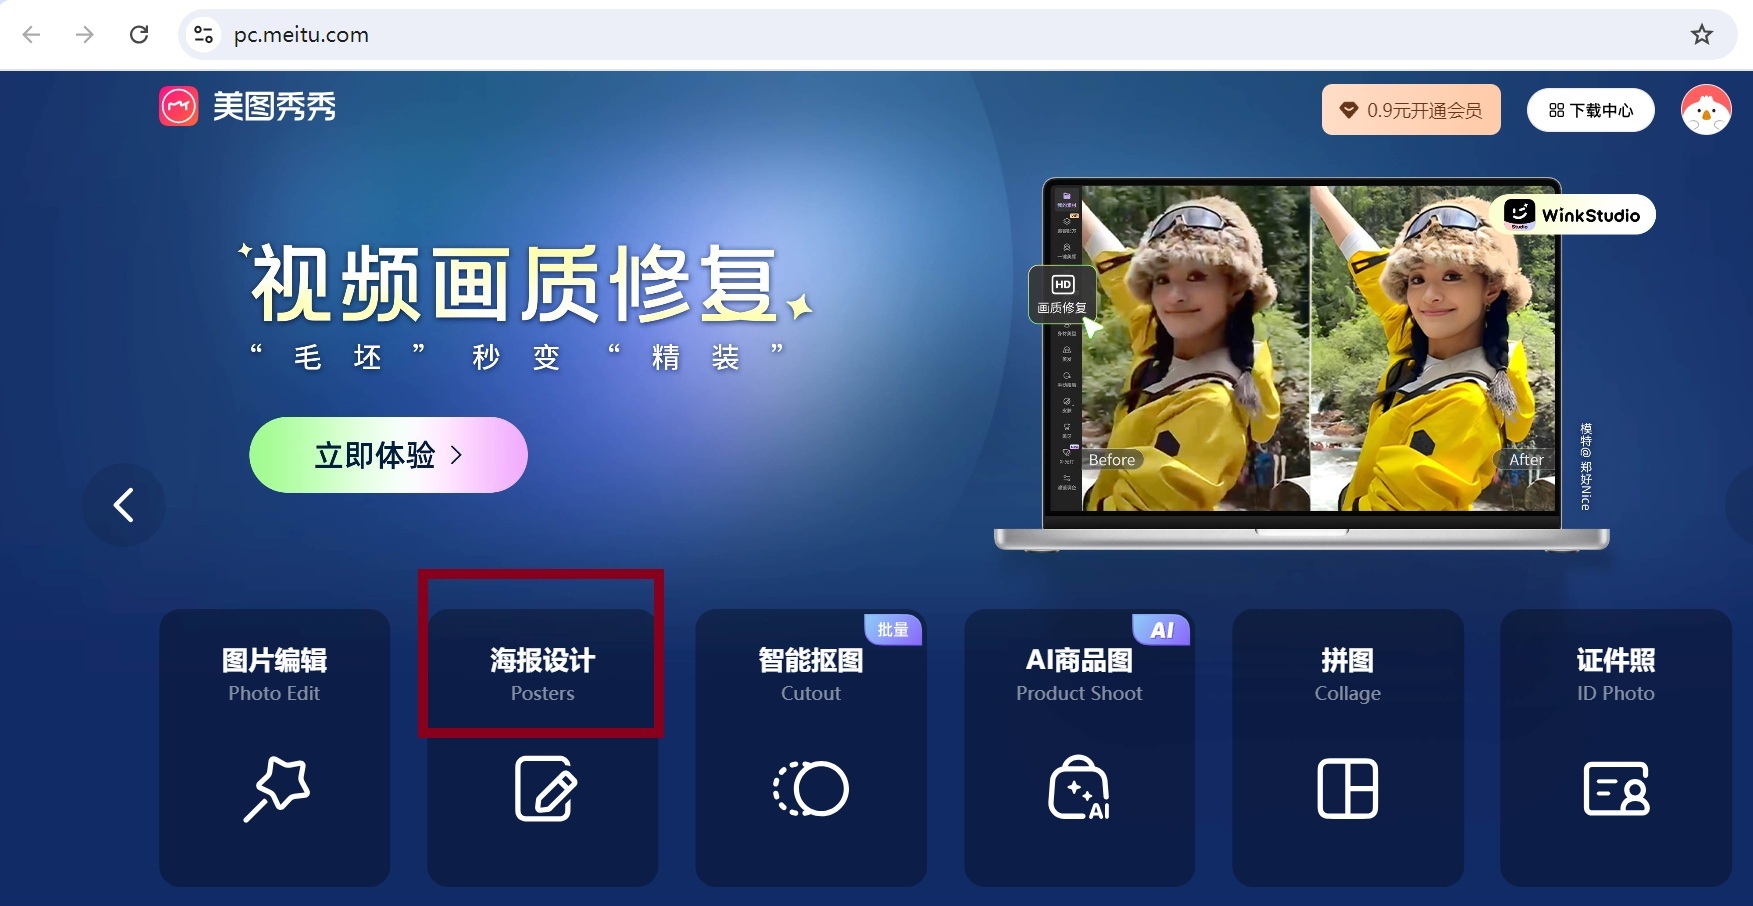 pc.meitu.com
美图秀秀
0.9元开通会员
下载中心
视频画质修复
“毛坯”秒变“精装”
立即体验
WinkStudio
HD
画质修复
Before
After
模特@郑好Nice
图片编辑
Photo Edit
海报设计
Posters
批量
智能抠图
Cutout
AI
AI商品图
Product Shoot
AI
拼图
Collage
证件照
ID Photo